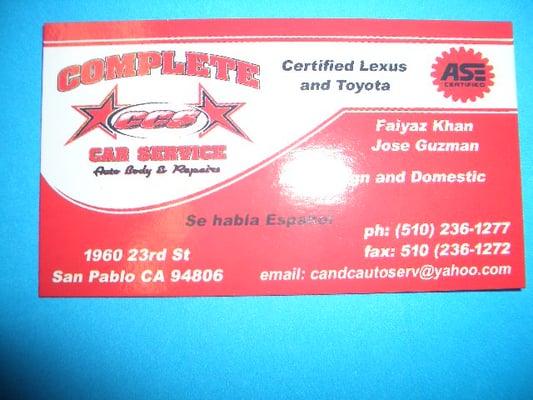 COMPLETE
CCS
CAR SERVICE
Auto Body & Repairs
Certified Lexus
and Toyota
ASE
CERTIFIED
Faiyaz Khan
Jose Guzman
and Domestic
Se habla Espanol
1960 23rd St
San Pablo CA 94806
ph: (510) 236-1277
fax: 510 (236-1272
email: candcautoserv@yahoo.com